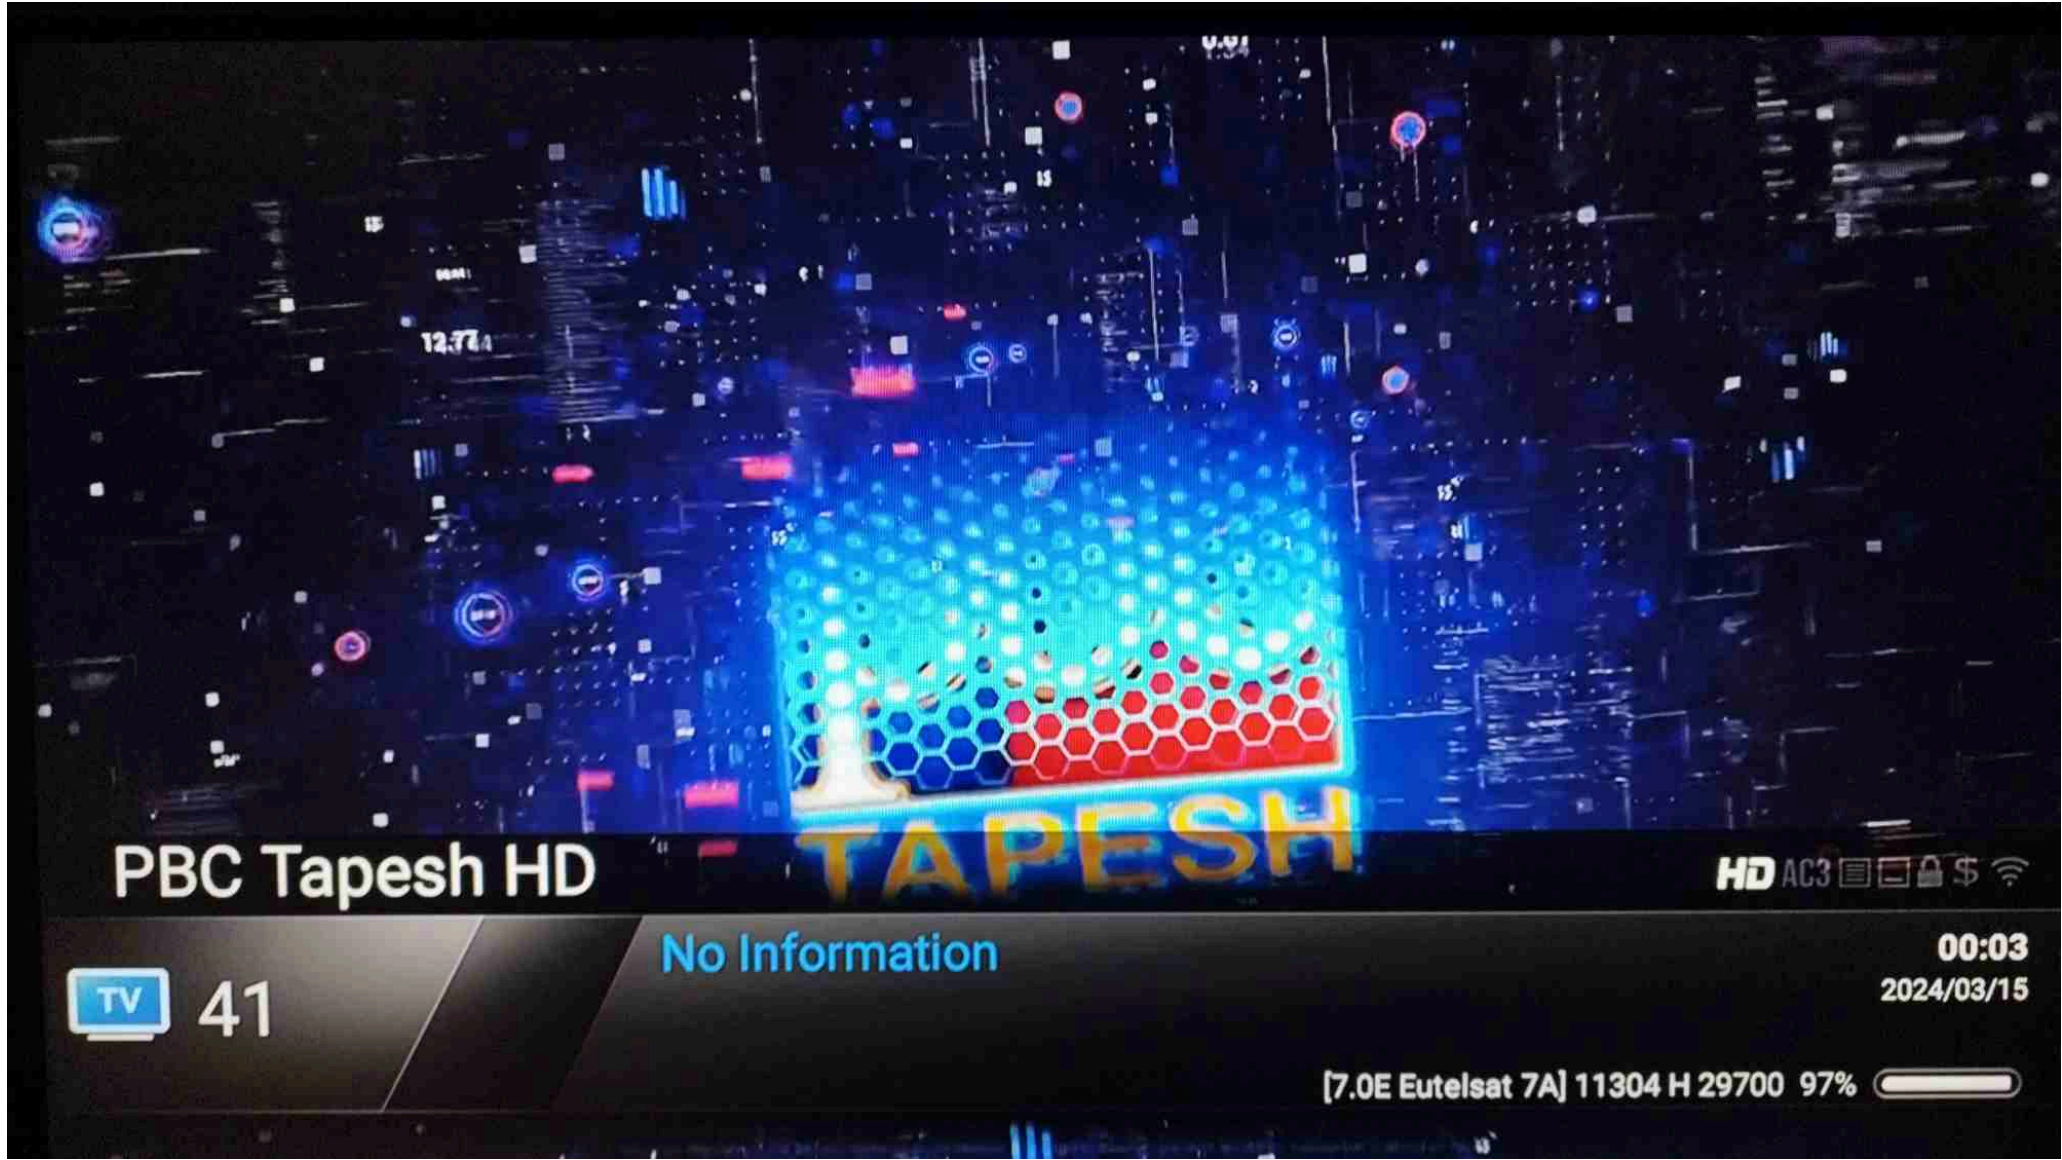 12.77
TAPESH
PBC Tapesh HD
HD AC3 $
No Information
00:03
TV 41
2024/03/15
[7.0E Eutelsat 7A] 11304 H 29700 97%